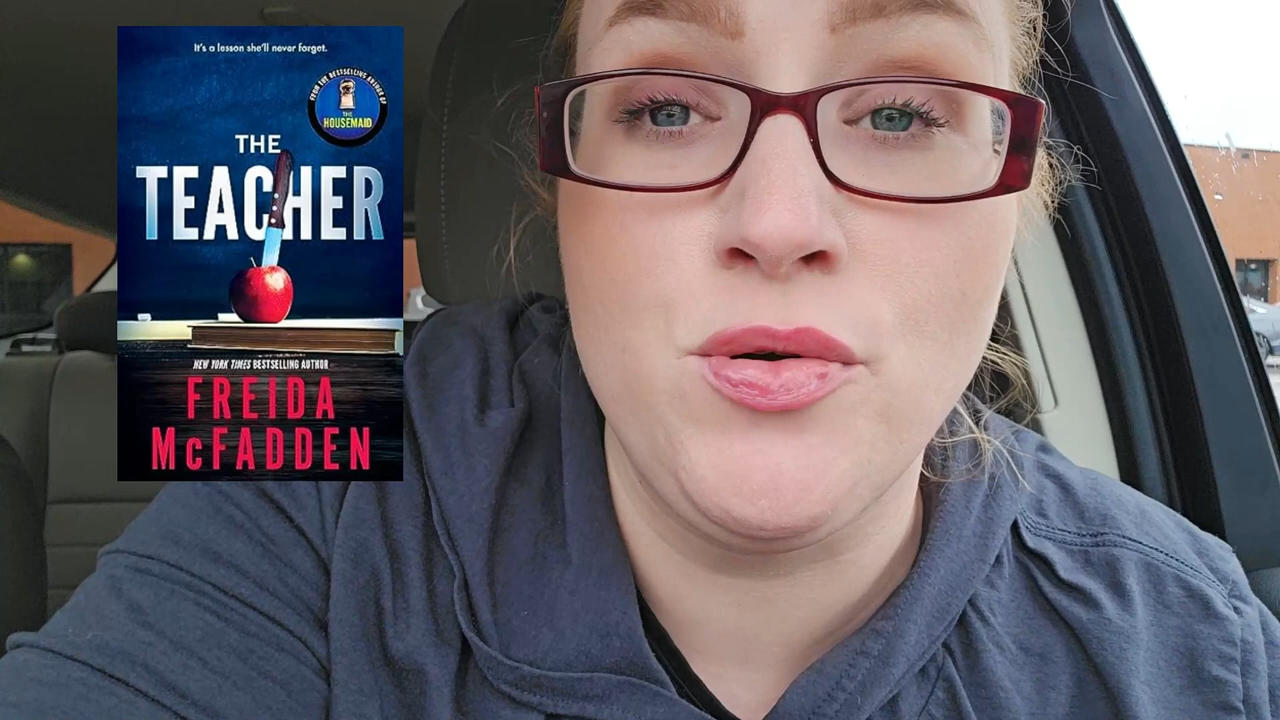 It's a lesson she'll never forget.
FROM THE BESTSELLING AUTHOR OF
THE
HOUSEMAID
THE
TEACHER
NEW YORK TIMES BESTSELLING AUTHOR
FREIDA
McFADDEN